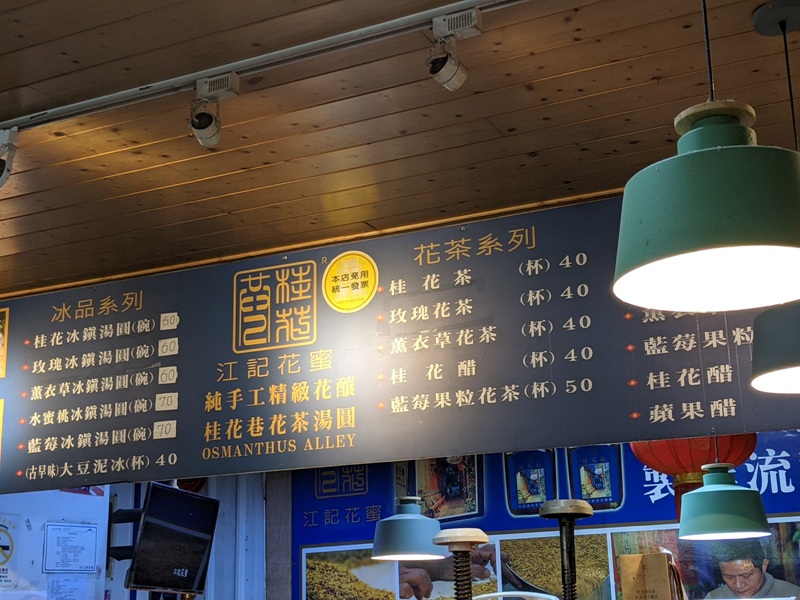 冰品系列
桂花冰鎮湯圓(碗) 60
玫瑰冰鎮湯圓(碗) 60
薰衣草冰鎮湯圓(碗) 60
水蜜桃冰鎮湯圓(碗) 70
藍莓冰鎮湯圓(碗) 70
(古早味)大豆泥冰(杯) 40
桂花巷 R
本店免用
統一發票
江記花蜜
純手工精緻花釀
桂花巷花茶湯圓
OSMANTHUS ALLEY
花茶系列
桂花茶 (杯) 40
玫瑰花茶 (杯) 40
薰衣草花茶 (杯) 40
桂花醋 (杯) 40
藍莓果粒花茶(杯) 50
薰衣
藍莓果粒
桂花醋
蘋果醋
江記花蜜
製
流